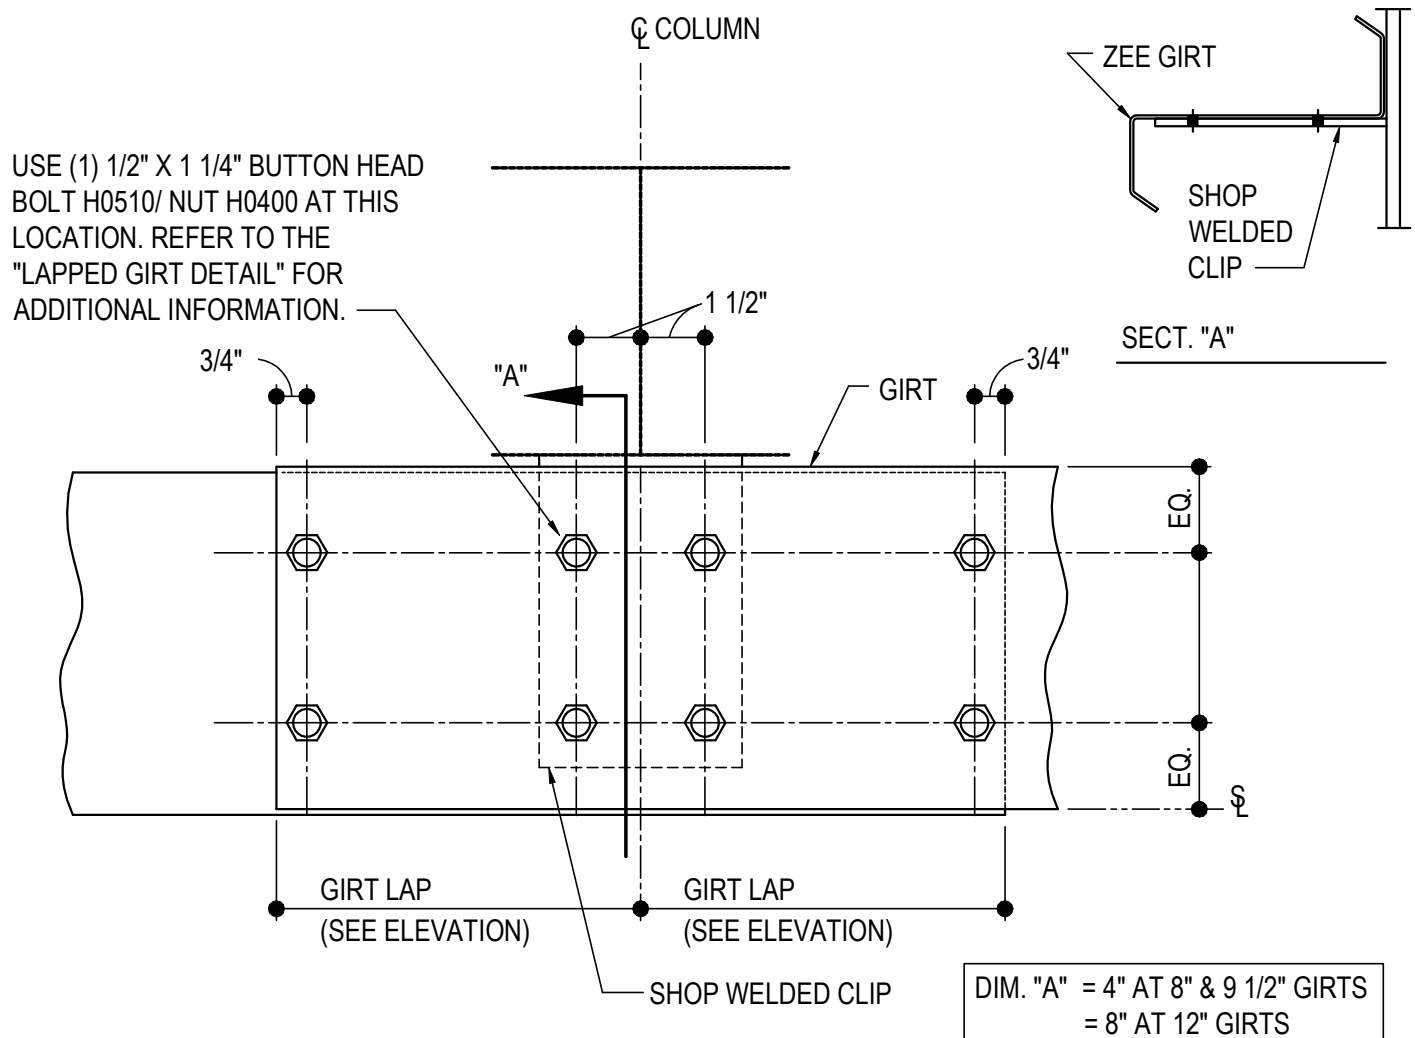 ℄ COLUMN
ZEE GIRT
USE (1) 1/2" X 1 1/4" BUTTON HEAD
BOLT H0510/ NUT H0400 AT THIS
LOCATION. REFER TO THE
"LAPPED GIRT DETAIL" FOR
ADDITIONAL INFORMATION.
SHOP
WELDED
CLIP
1 1/2"
SECT. "A"
3/4"
"A"
3/4"
GIRT
EQ.
EQ.
SL
GIRT LAP
(SEE ELEVATION)
GIRT LAP
(SEE ELEVATION)
SHOP WELDED CLIP
DIM. "A" = 4" AT 8" & 9 1/2" GIRTS
= 8" AT 12" GIRTS